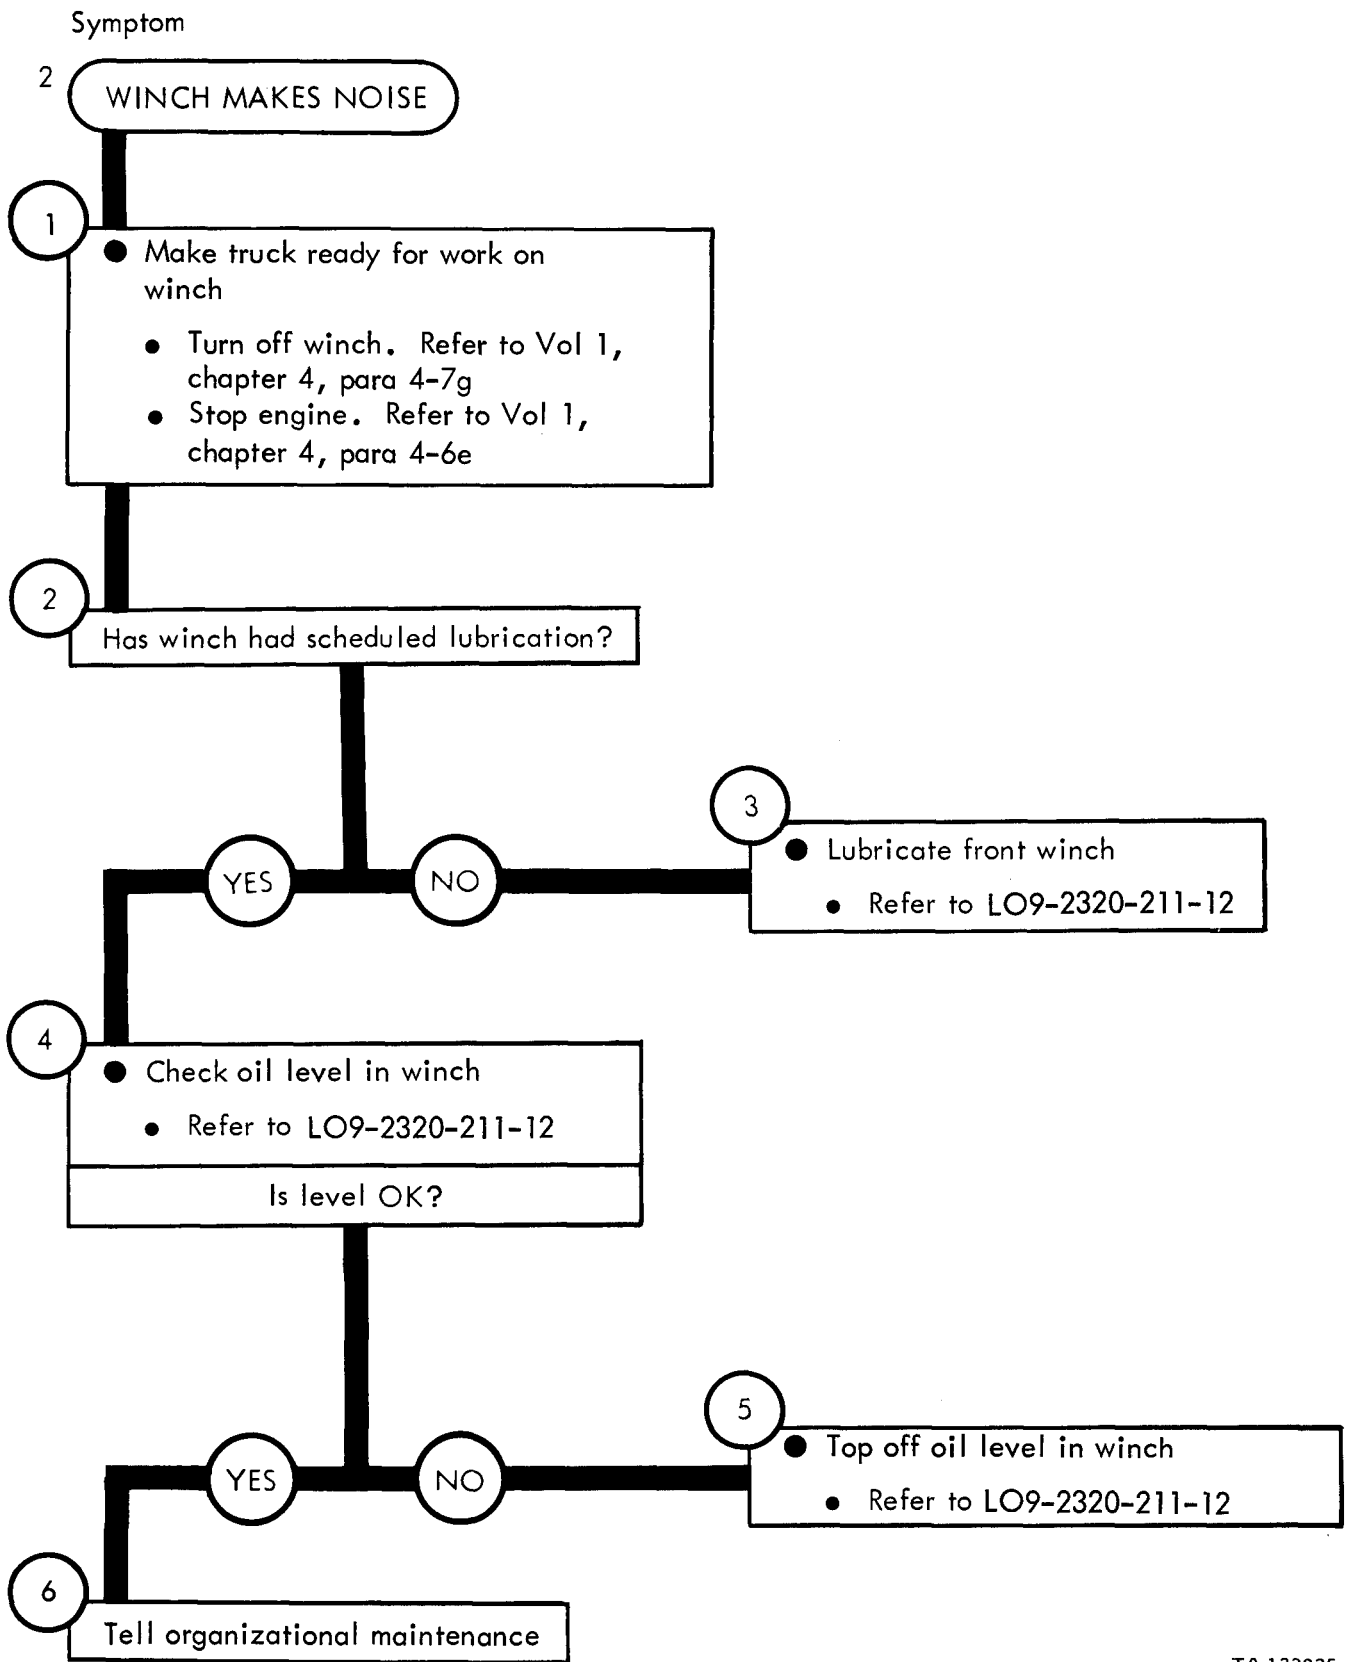 Symptom
2
WINCH MAKES NOISE
1
● Make truck ready for work on
winch
● Turn off winch. Refer to Vol 1,
chapter 4, para 4-7g
● Stop engine. Refer to Vol 1,
chapter 4, para 4-6e
2
Has winch had scheduled lubrication?
YES
NO
3
● Lubricate front winch
● Refer to LO9-2320-211-12
4
● Check oil level in winch
● Refer to LO9-2320-211-12
Is level OK?
YES
NO
5
● Top off oil level in winch
● Refer to LO9-2320-211-12
6
Tell organizational maintenance